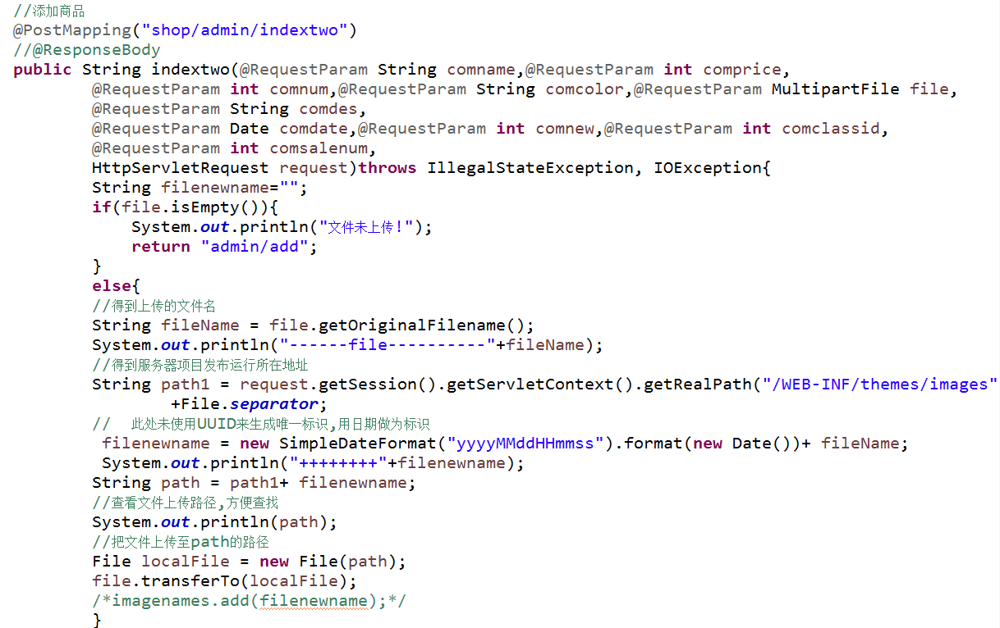 //添加商品
@PostMapping("shop/admin/indextwo")
//@ResponseBody
public String indextwo(@RequestParam String comname,@RequestParam int comprice,
@RequestParam int comnum,@RequestParam String comcolor,@RequestParam MultipartFile file,
@RequestParam String comdes,
@RequestParam Date comdate,@RequestParam int comnew,@RequestParam int comclassid,
@RequestParam int comsalenum,
HttpServletRequest request)throws IllegalStateException, IOException{
String filenewname="";
if(file.isEmpty()){
System.out.println("文件未上传!");
return "admin/add";
}
else{
//得到上传的文件名
String fileName = file.getOriginalFilename();
System.out.println("------file----------"+fileName);
//得到服务器项目发布运行所在地址
String path1 = request.getSession().getServletContext().getRealPath("/WEB-INF/themes/images"
+File.separator;
//  此处未使用UUID来生成唯一标识,用日期做为标识
filenewname = new SimpleDateFormat("yyyyMMddHHmmss").format(new Date())+ fileName;
System.out.println("++++++++"+filenewname);
String path = path1+ filenewname;
//查看文件上传路径,方便查找
System.out.println(path);
//把文件上传至path的路径
File localFile = new File(path);
file.transferTo(localFile);
/*imagenames.add(filenewname);*/
}